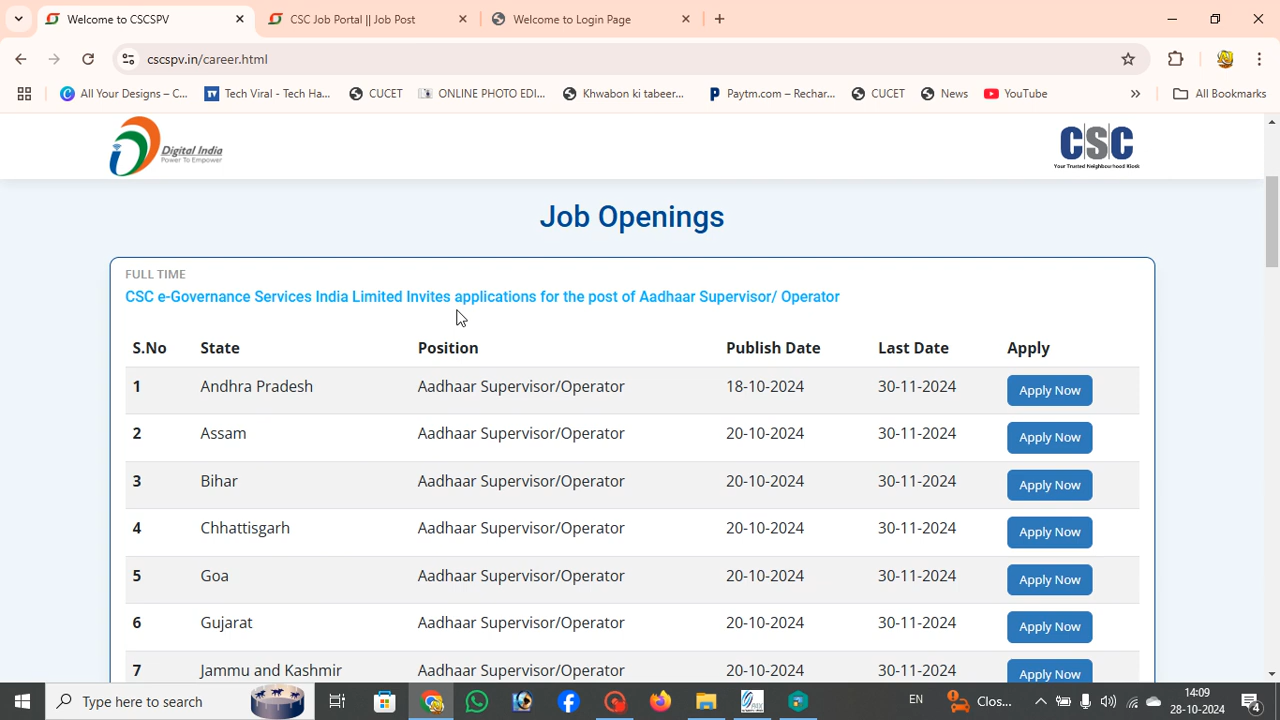 Welcome to CSCSPV
CSC Job Portal || Job Post
Welcome to Login Page
cscspv.in/career.html
All Your Designs – C...
Tech Viral - Tech Ha...
CUCET
ONLINE PHOTO EDI...
Khwabon ki tabeer...
Paytm.com – Rechar...
CUCET
News
YouTube
»
All Bookmarks
Digital India
Power To Empower
CSC
Your Trusted Neighbourhood Kiosk
Job Openings
FULL TIME
CSC e-Governance Services India Limited Invites applications for the post of Aadhaar Supervisor/ Operator
S.No State Position Publish Date Last Date Apply
1 Andhra Pradesh Aadhaar Supervisor/Operator 18-10-2024 30-11-2024 Apply Now
2 Assam Aadhaar Supervisor/Operator 20-10-2024 30-11-2024 Apply Now
3 Bihar Aadhaar Supervisor/Operator 20-10-2024 30-11-2024 Apply Now
4 Chhattisgarh Aadhaar Supervisor/Operator 20-10-2024 30-11-2024 Apply Now
5 Goa Aadhaar Supervisor/Operator 20-10-2024 30-11-2024 Apply Now
6 Gujarat Aadhaar Supervisor/Operator 20-10-2024 30-11-2024 Apply Now
7 Jammu and Kashmir Aadhaar Supervisor/Operator 20-10-2024 30-11-2024 Apply Now
Type here to search
EN
Clos...
14:09
28-10-2024
4